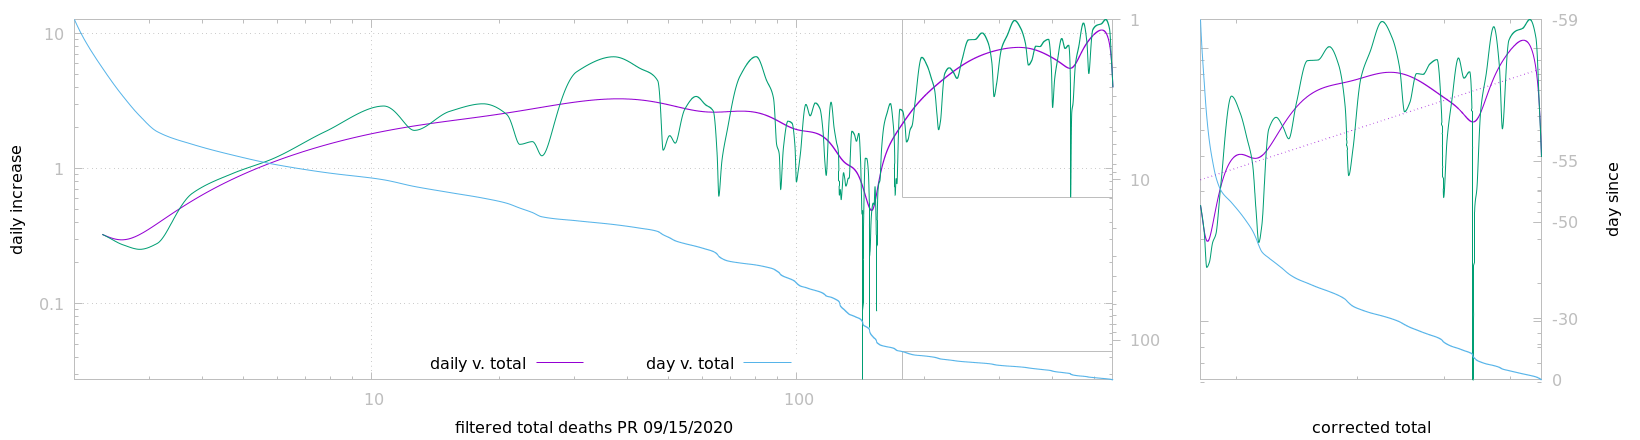 10
1
0.1
daily increase
10
100
filtered total deaths PR 09/15/2020
daily v. total
day v. total
1
10
100
-59
-55
-50
-30
0
day since
corrected total